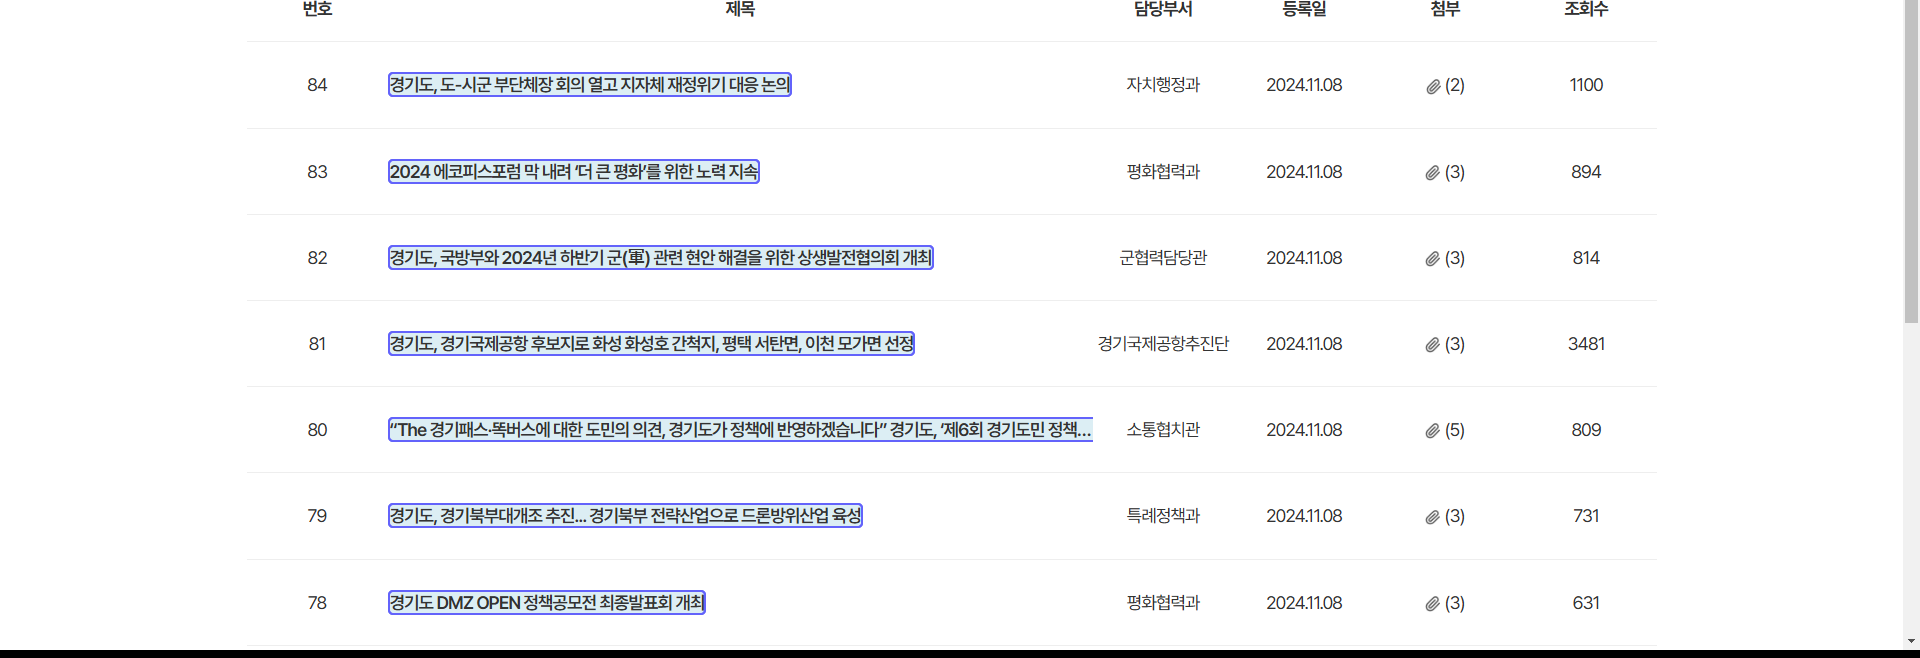 번호 제목 담당부서 등록일 첨부 조회수
84 경기도, 도-시군 부단체장 회의 열고 지자체 재정위기 대응 논의 자치행정과 2024.11.08 (2) 1100
83 2024 에코피스포럼 막 내려 ‘더 큰 평화’를 위한 노력 지속 평화협력과 2024.11.08 (3) 894
82 경기도, 국방부와 2024년 하반기 군(軍) 관련 현안 해결을 위한 상생발전협의회 개최 군협력담당관 2024.11.08 (3) 814
81 경기도, 경기국제공항 후보지로 화성 화성호 간척지, 평택 서탄면, 이천 모가면 선정 경기국제공항추진단 2024.11.08 (3) 3481
80 “The 경기패스·똑버스에 대한 도민의 의견, 경기도가 정책에 반영하겠습니다” 경기도, ‘제6회 경기도민 정책... 소통협치관 2024.11.08 (5) 809
79 경기도, 경기북부대개조 추진... 경기북부 전략산업으로 드론방위산업 육성 특례정책과 2024.11.08 (3) 731
78 경기도 DMZ OPEN 정책공모전 최종발표회 개최 평화협력과 2024.11.08 (3) 631